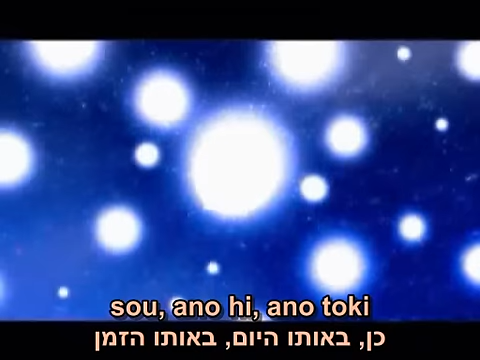 sou, ano hi, ano toki
כן, באותו היום, באותו הזמן